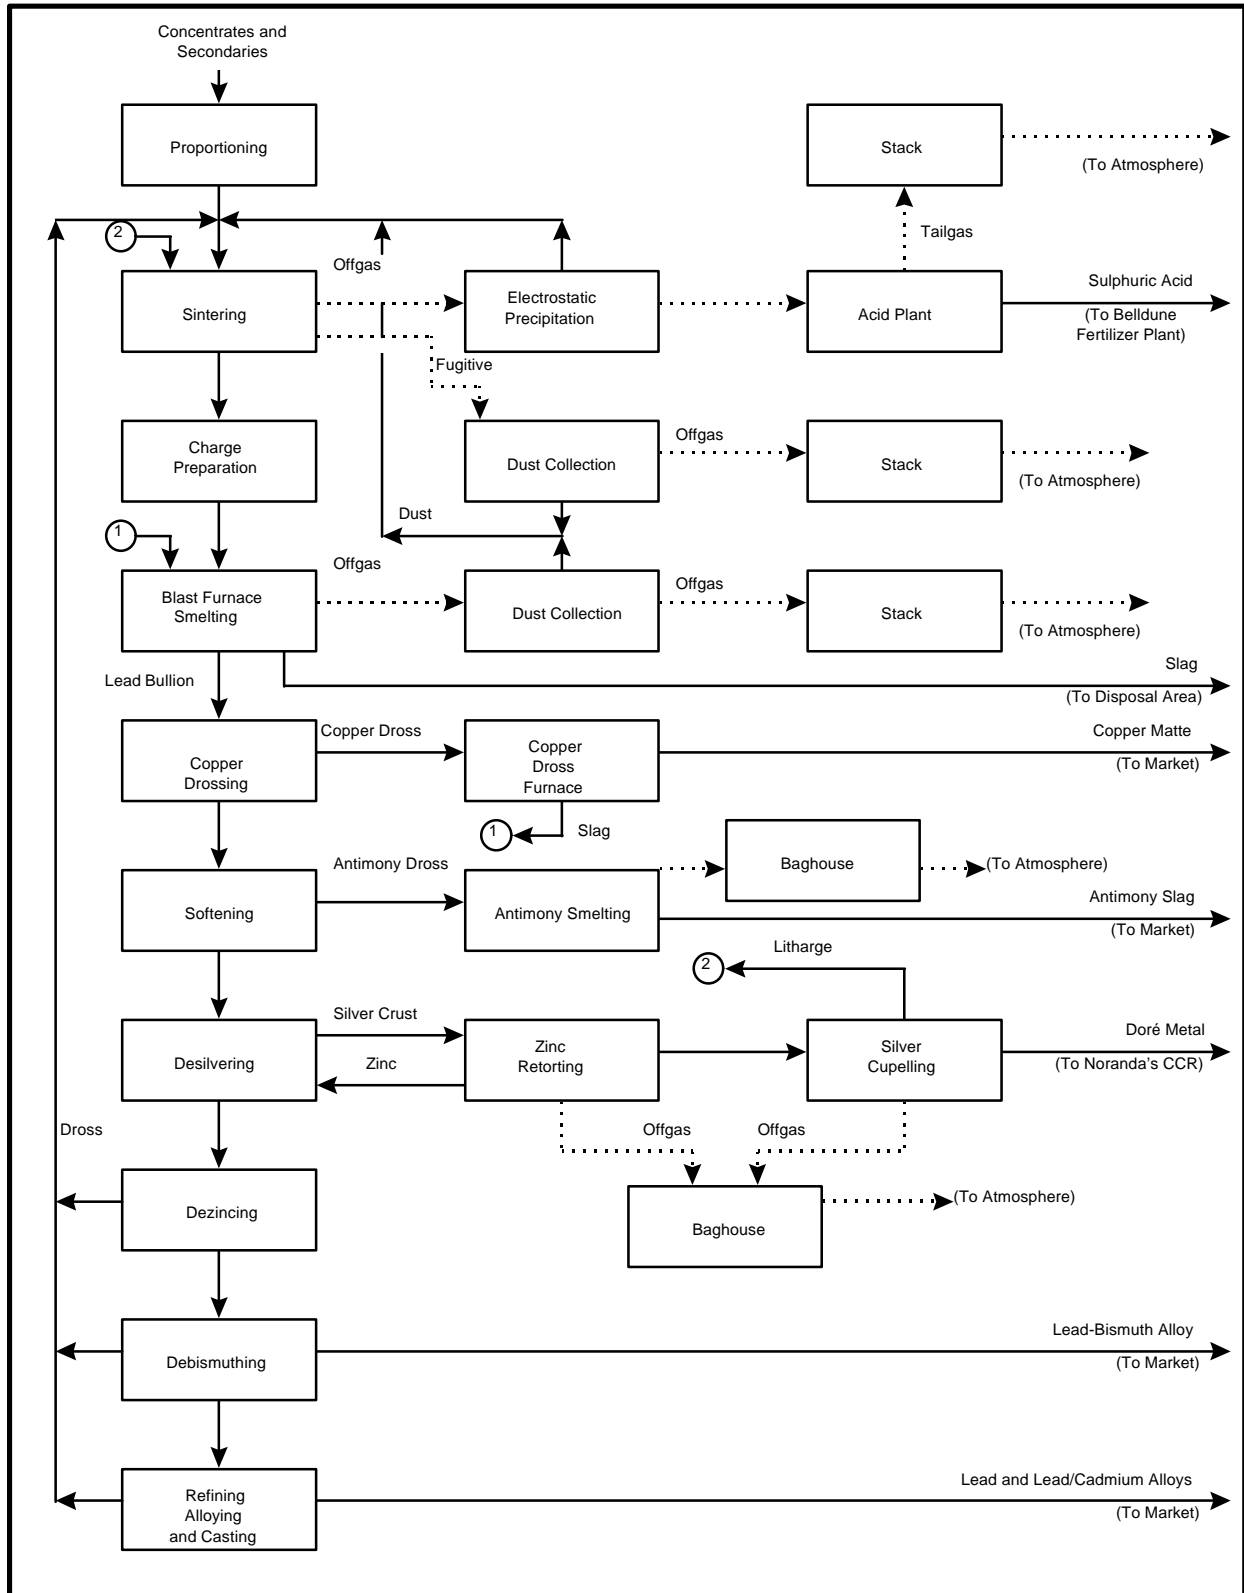 Concentrates and
Secondaries
Proportioning
Stack
(To Atmosphere)
2
Offgas
Tailgas
Sintering
Electrostatic
Precipitation
Acid Plant
Sulphuric Acid
(To Belldune
Fertilizer Plant)
Fugitive
Charge
Preparation
Dust Collection
Offgas
Stack
(To Atmosphere)
Dust
1
Offgas
Blast Furnace
Smelting
Dust Collection
Offgas
Stack
(To Atmosphere)
Lead Bullion
Slag
(To Disposal Area)
Copper Drossing
Copper Dross
Copper
Dross
Furnace
Copper Matte
(To Market)
1
Slag
Softening
Antimony Dross
Antimony Smelting
Baghouse
(To Atmosphere)
Antimony Slag
(To Market)
2
Litharge
Desilvering
Silver Crust
Zinc
Zinc
Retorting
Silver
Cupelling
Doré Metal
(To Noranda's CCR)
Dross
Offgas
Offgas
Dezincing
Baghouse
(To Atmosphere)
Debismuthing
Lead-Bismuth Alloy
(To Market)
Refining
Alloying
and Casting
Lead and Lead/Cadmium Alloys
(To Market)